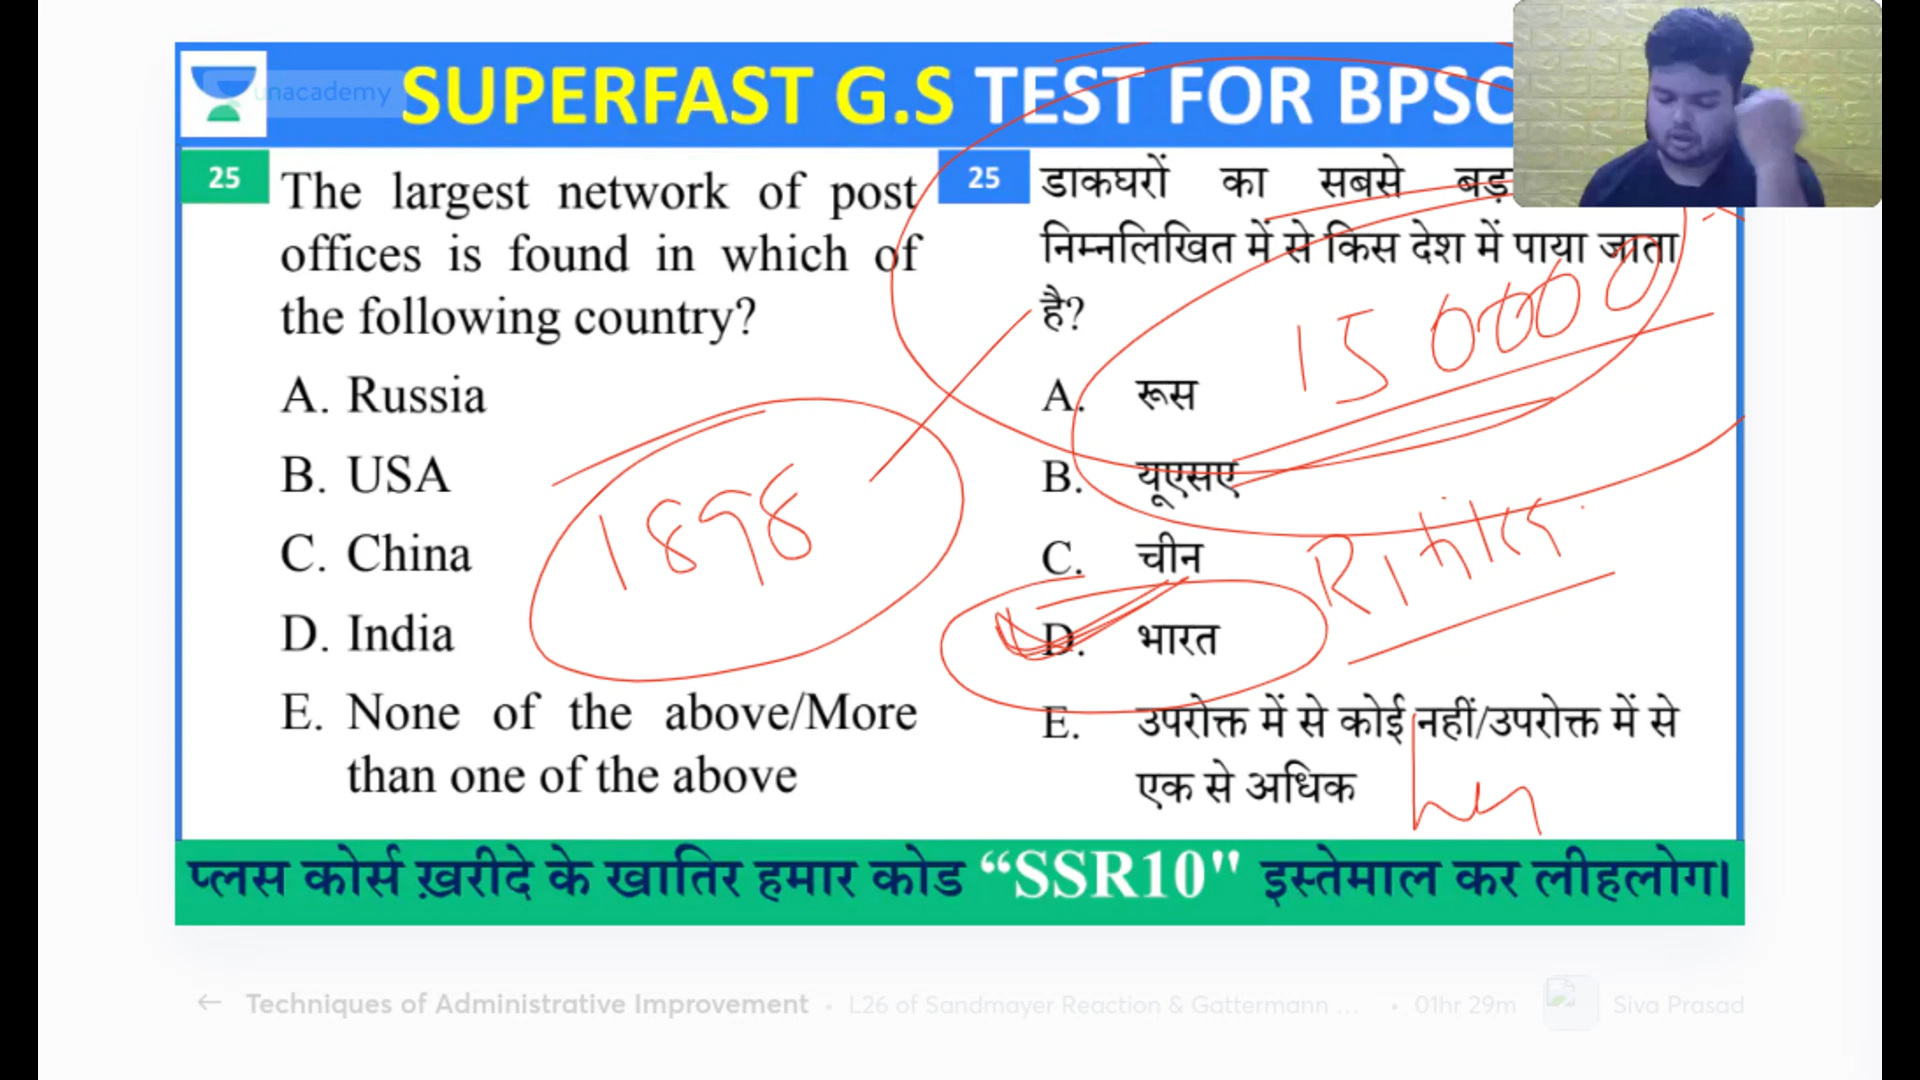 unacademy
SUPERFAST G.S TEST FOR BPSC
25
The largest network of post
offices is found in which of
the following country?
A. Russia
B. USA
C. China
D. India
E. None of the above/More
than one of the above
1898
25
डाकघरों का सबसे
निम्नलिखित में से किस देश में पाया जाता
है?
A. रूस
B. यूएसए
C. चीन
D. भारत
E. उपरोक्त में से कोई नहीं/उपरोक्त में से
एक से अधिक
प्लस कोर्स ख़रीदे के खातिर हमार कोड “SSR10" इस्तेमाल कर लीहलोग।
← Techniques of Administrative Improvement • L26 of Sandmayer Reaction & Gattermann ... • 01hr 29m Siva Prasad